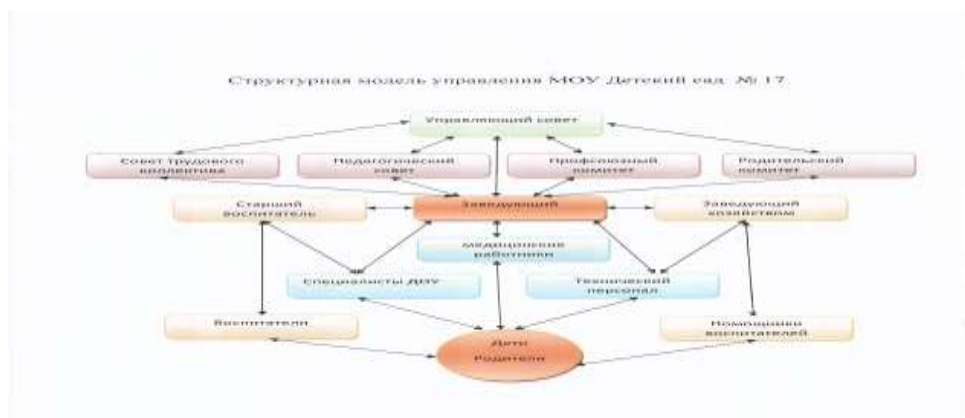 Структурная модель управления МОУ Детский сад № 17
Управляющий совет
Совет трудового
коллектива
Педагогический
совет
Профсоюзный
комитет
Родительский
комитет
Старший
воспитатель
Заведующий
Заведующий
хозяйством
Медицинские
работники
Специалисты ДОУ
Технический
персонал
Воспитатели
Помощники
воспитателей
Дети
Родители